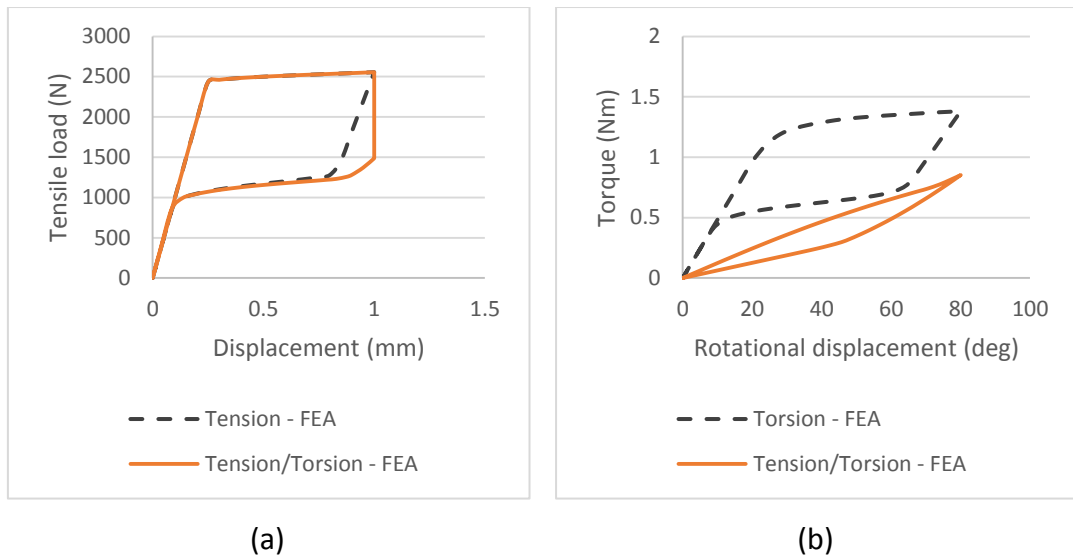 3000
2500
2000
1500
1000
500
0
0
0.5
1
1.5
Tensile load (N)
Displacement (mm)
Tension - FEA
Tension/Torsion - FEA
(a)
2
1.5
1
0.5
0
0
20
40
60
80
100
Torque (Nm)
Rotational displacement (deg)
Torsion - FEA
Tension/Torsion - FEA
(b)